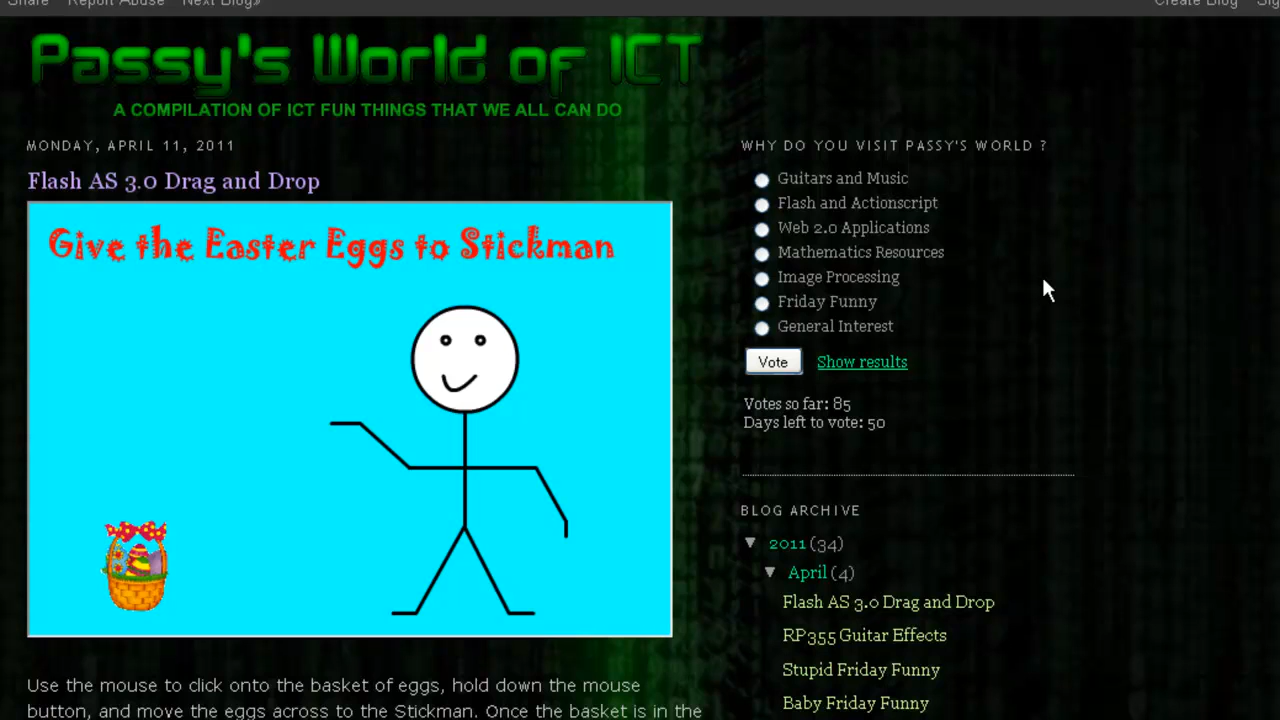 Share Report Abuse Next Blog» Create Blog
Passy's World of ICT
A COMPILATION OF ICT FUN THINGS THAT WE ALL CAN DO
MONDAY, APRIL 11, 2011
Flash AS 3.0 Drag and Drop
Give the Easter Eggs to Stickman
Use the mouse to click onto the basket of eggs, hold down the mouse
button, and move the eggs across to the Stickman. Once the basket is in the
WHY DO YOU VISIT PASSY'S WORLD ?
Guitars and Music
Flash and Actionscript
Web 2.0 Applications
Mathematics Resources
Image Processing
Friday Funny
General Interest
Vote Show results
Votes so far: 85
Days left to vote: 50
BLOG ARCHIVE
▼ 2011 (34)
▼ April (4)
Flash AS 3.0 Drag and Drop
RP355 Guitar Effects
Stupid Friday Funny
Baby Friday Funny